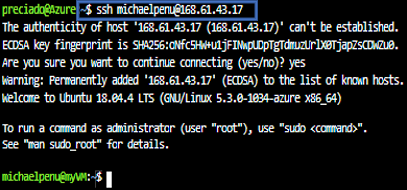 preciado@Azure:~$ ssh michaelpenu@168.61.43.17
The authenticity of host '168.61.43.17 (168.61.43.17)' can't be established.
ECDSA key fingerprint is
Are you sure you want to continue connecting (yes/no)? yes
Warning: Permanently added '168.61.43.17' (ECDSA) to the list of known hosts.
Welcome to Ubuntu 18.04.4 LTS (GNU/Linux 5.3.0-1034-azure x86_64)
To run a command as administrator (user "root"), use "sudo <command>".
See "man sudo_root" for details.
michaelpenu@myVM:~$